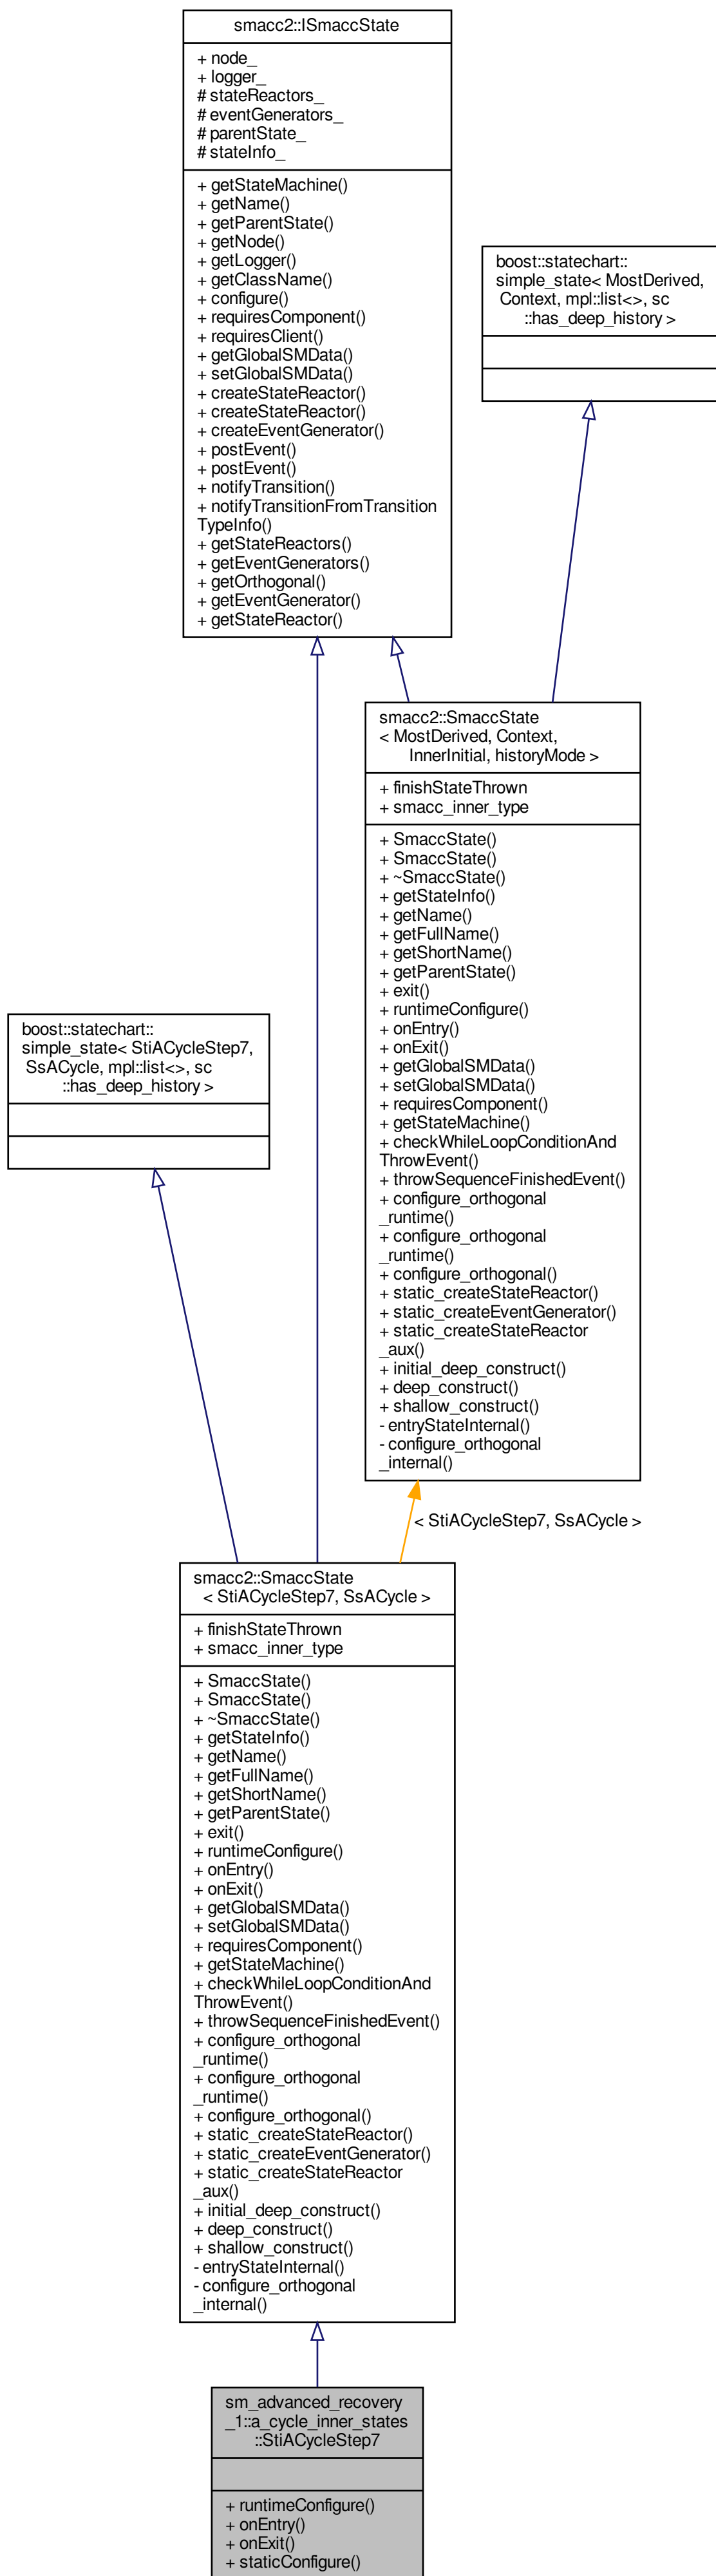 smacc2::ISmaccState
+ node_
+ logger_
# stateReactors_
# eventGenerators_
# parentState_
# stateInfo_
+ getStateMachine()
+ getName()
+ getParentState()
+ getNode()
+ getLogger()
+ getClassName()
+ configure()
+ requiresComponent()
+ requiresClient()
+ getGlobalSMData()
+ setGlobalSMData()
+ createStateReactor()
+ createStateReactor()
+ createEventGenerator()
+ postEvent()
+ postEvent()
+ notifyTransition()
+ notifyTransitionFromTransition
TypeInfo()
+ getStateReactors()
+ getEventGenerators()
+ getOrthogonal()
+ getEventGenerator()
+ getStateReactor()
boost::statechart::
simple_state< MostDerived,
Context, mpl::list<>, sc
::has_deep_history >
smacc2::SmaccState
< MostDerived, Context,
InnerInitial, historyMode >
+ finishStateThrown
+ smacc_inner_type
+ SmaccState()
+ SmaccState()
+ ~SmaccState()
+ getStateInfo()
+ getName()
+ getFullName()
+ getShortName()
+ getParentState()
+ exit()
+ runtimeConfigure()
+ onEntry()
+ onExit()
+ getGlobalSMData()
+ setGlobalSMData()
+ requiresComponent()
+ getStateMachine()
+ checkWhileLoopConditionAnd
ThrowEvent()
+ throwSequenceFinishedEvent()
+ configure_orthogonal
_runtime()
+ configure_orthogonal
_runtime()
+ configure_orthogonal()
+ static_createStateReactor()
+ static_createEventGenerator()
+ static_createStateReactor
_aux()
+ initial_deep_construct()
+ deep_construct()
+ shallow_construct()
- entryStateInternal()
- configure_orthogonal
_internal()
boost::statechart::
simple_state< StiACycleStep7,
SsACycle, mpl::list<>, sc
::has_deep_history >
< StiACycleStep7, SsACycle >
smacc2::SmaccState
< StiACycleStep7, SsACycle >
+ finishStateThrown
+ smacc_inner_type
+ SmaccState()
+ SmaccState()
+ ~SmaccState()
+ getStateInfo()
+ getName()
+ getFullName()
+ getShortName()
+ getParentState()
+ exit()
+ runtimeConfigure()
+ onEntry()
+ onExit()
+ getGlobalSMData()
+ setGlobalSMData()
+ requiresComponent()
+ getStateMachine()
+ checkWhileLoopConditionAnd
ThrowEvent()
+ throwSequenceFinishedEvent()
+ configure_orthogonal
_runtime()
+ configure_orthogonal
_runtime()
+ configure_orthogonal()
+ static_createStateReactor()
+ static_createEventGenerator()
+ static_createStateReactor
_aux()
+ initial_deep_construct()
+ deep_construct()
+ shallow_construct()
- entryStateInternal()
- configure_orthogonal
_internal()
sm_advanced_recovery
_1::a_cycle_inner_states
::StiACycleStep7
+ runtimeConfigure()
+ onEntry()
+ onExit()
+ staticConfigure()